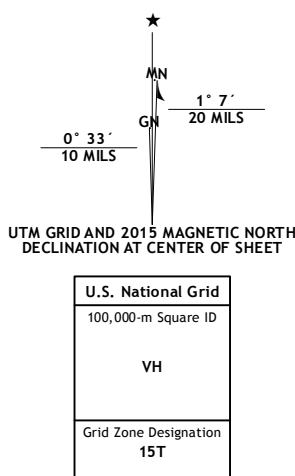 MN
1° 7´
20 MILS
GN
0° 33´
10 MILS
UTM GRID AND 2015 MAGNETIC NORTH
DECLINATION AT CENTER OF SHEET
U.S. National Grid
100,000-m Square ID
VH
Grid Zone Designation
15T